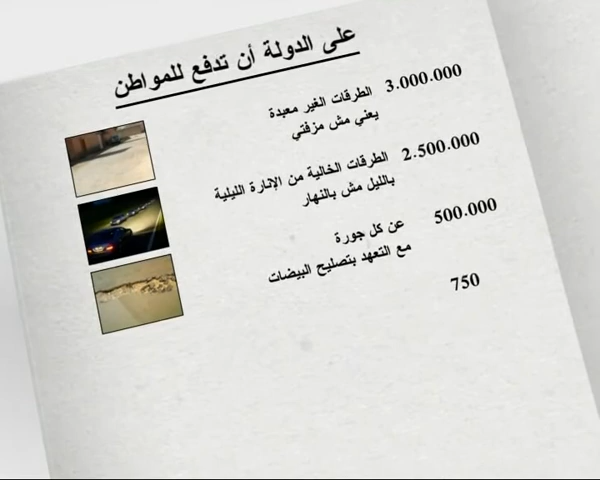 على الدولة أن تدفع للمواطن
3.000.000 الطرقات الغير معبدة
يعني مش مزفتي
2.500.000 الطرقات الخالية من الإنارة الليلية
بالليل مش بالنهار
500.000 عن كل جورة
مع التعهد بتصليح البيضات
750